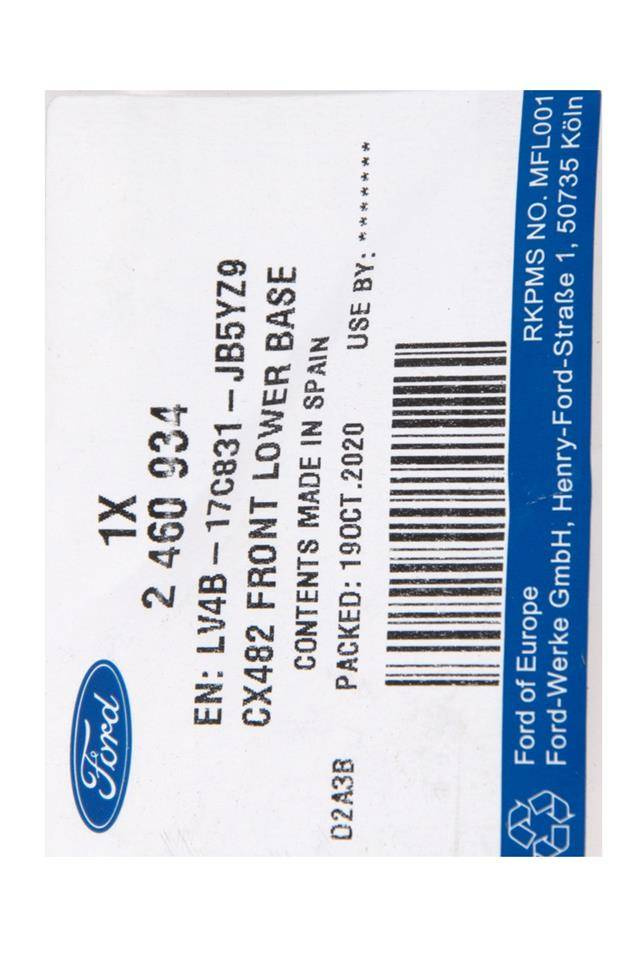 Ford
1X
2 460 934
EN: LV4B-17C831-JB5YZ9
CX482 FRONT LOWER BASE
CONTENTS MADE IN SPAIN
PACKED: 19OCT.2020 USE BY: ********
D2A3B
Ford of Europe RKPMS NO. MFL001
Ford-Werke GmbH, Henry-Ford-Straße 1, 50735 Köln